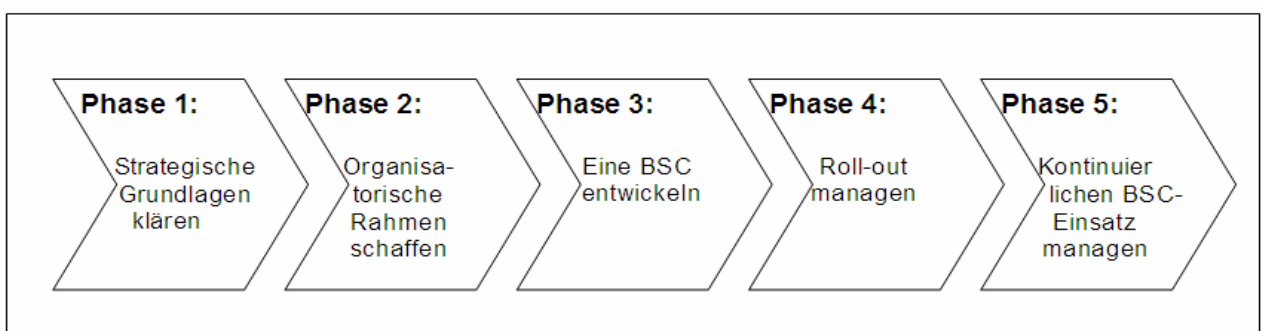 Phase 1:
Strategische
Grundlagen
klären
Phase 2:
Organisa-
torische
Rahmen
schaffen
Phase 3:
Eine BSC
entwickeln
Phase 4:
Roll-out
managen
Phase 5:
Kontinuier
lichen BSC-
Einsatz
managen